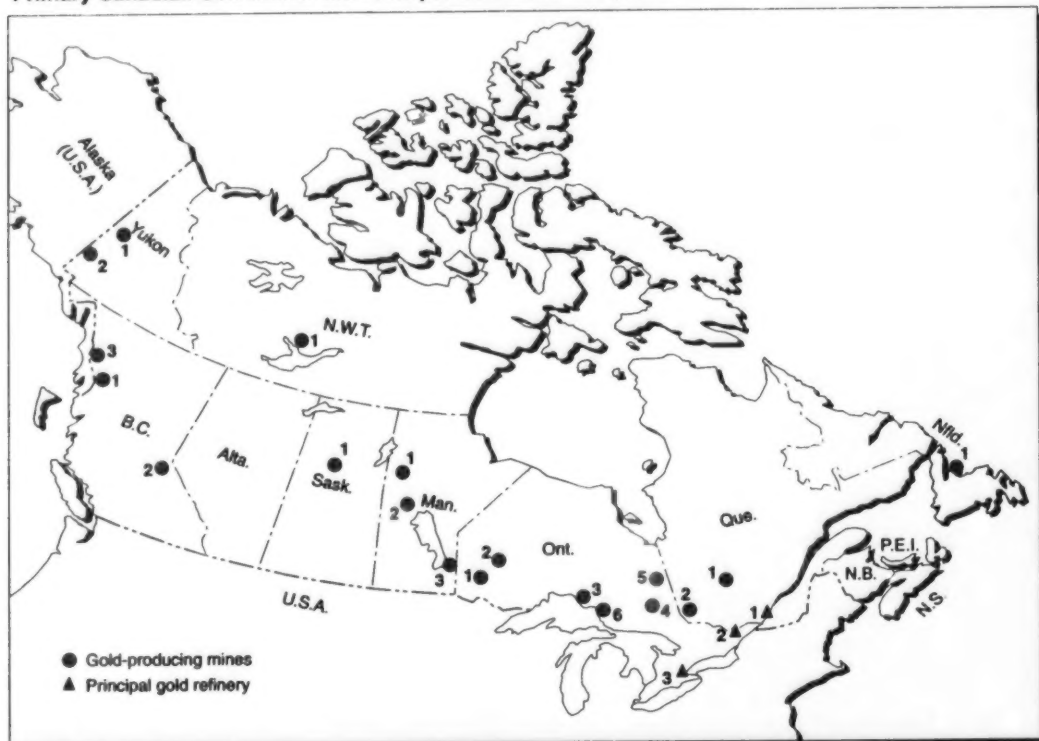 Alaska
(U.S.A.)
Yukon
1
2
N.W.T.
1
3
1
B.C.
2
Alta.
1
Sask.
1
2
Man.
3
2
1
Ont.
3
6
5
4
Que.
1
2
1
2
3
Nfld.
1
P.E.I.
N.B.
N.S.
U.S.A.
● Gold-producing mines
▲ Principal gold refinery